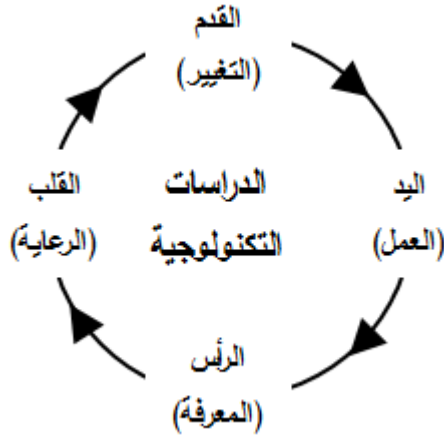 القدم
(التغيير)
اليد
(العمل)
الدراسات
التكنولوجية
القلب
(الرعاية)
الرأس
(المعرفة)